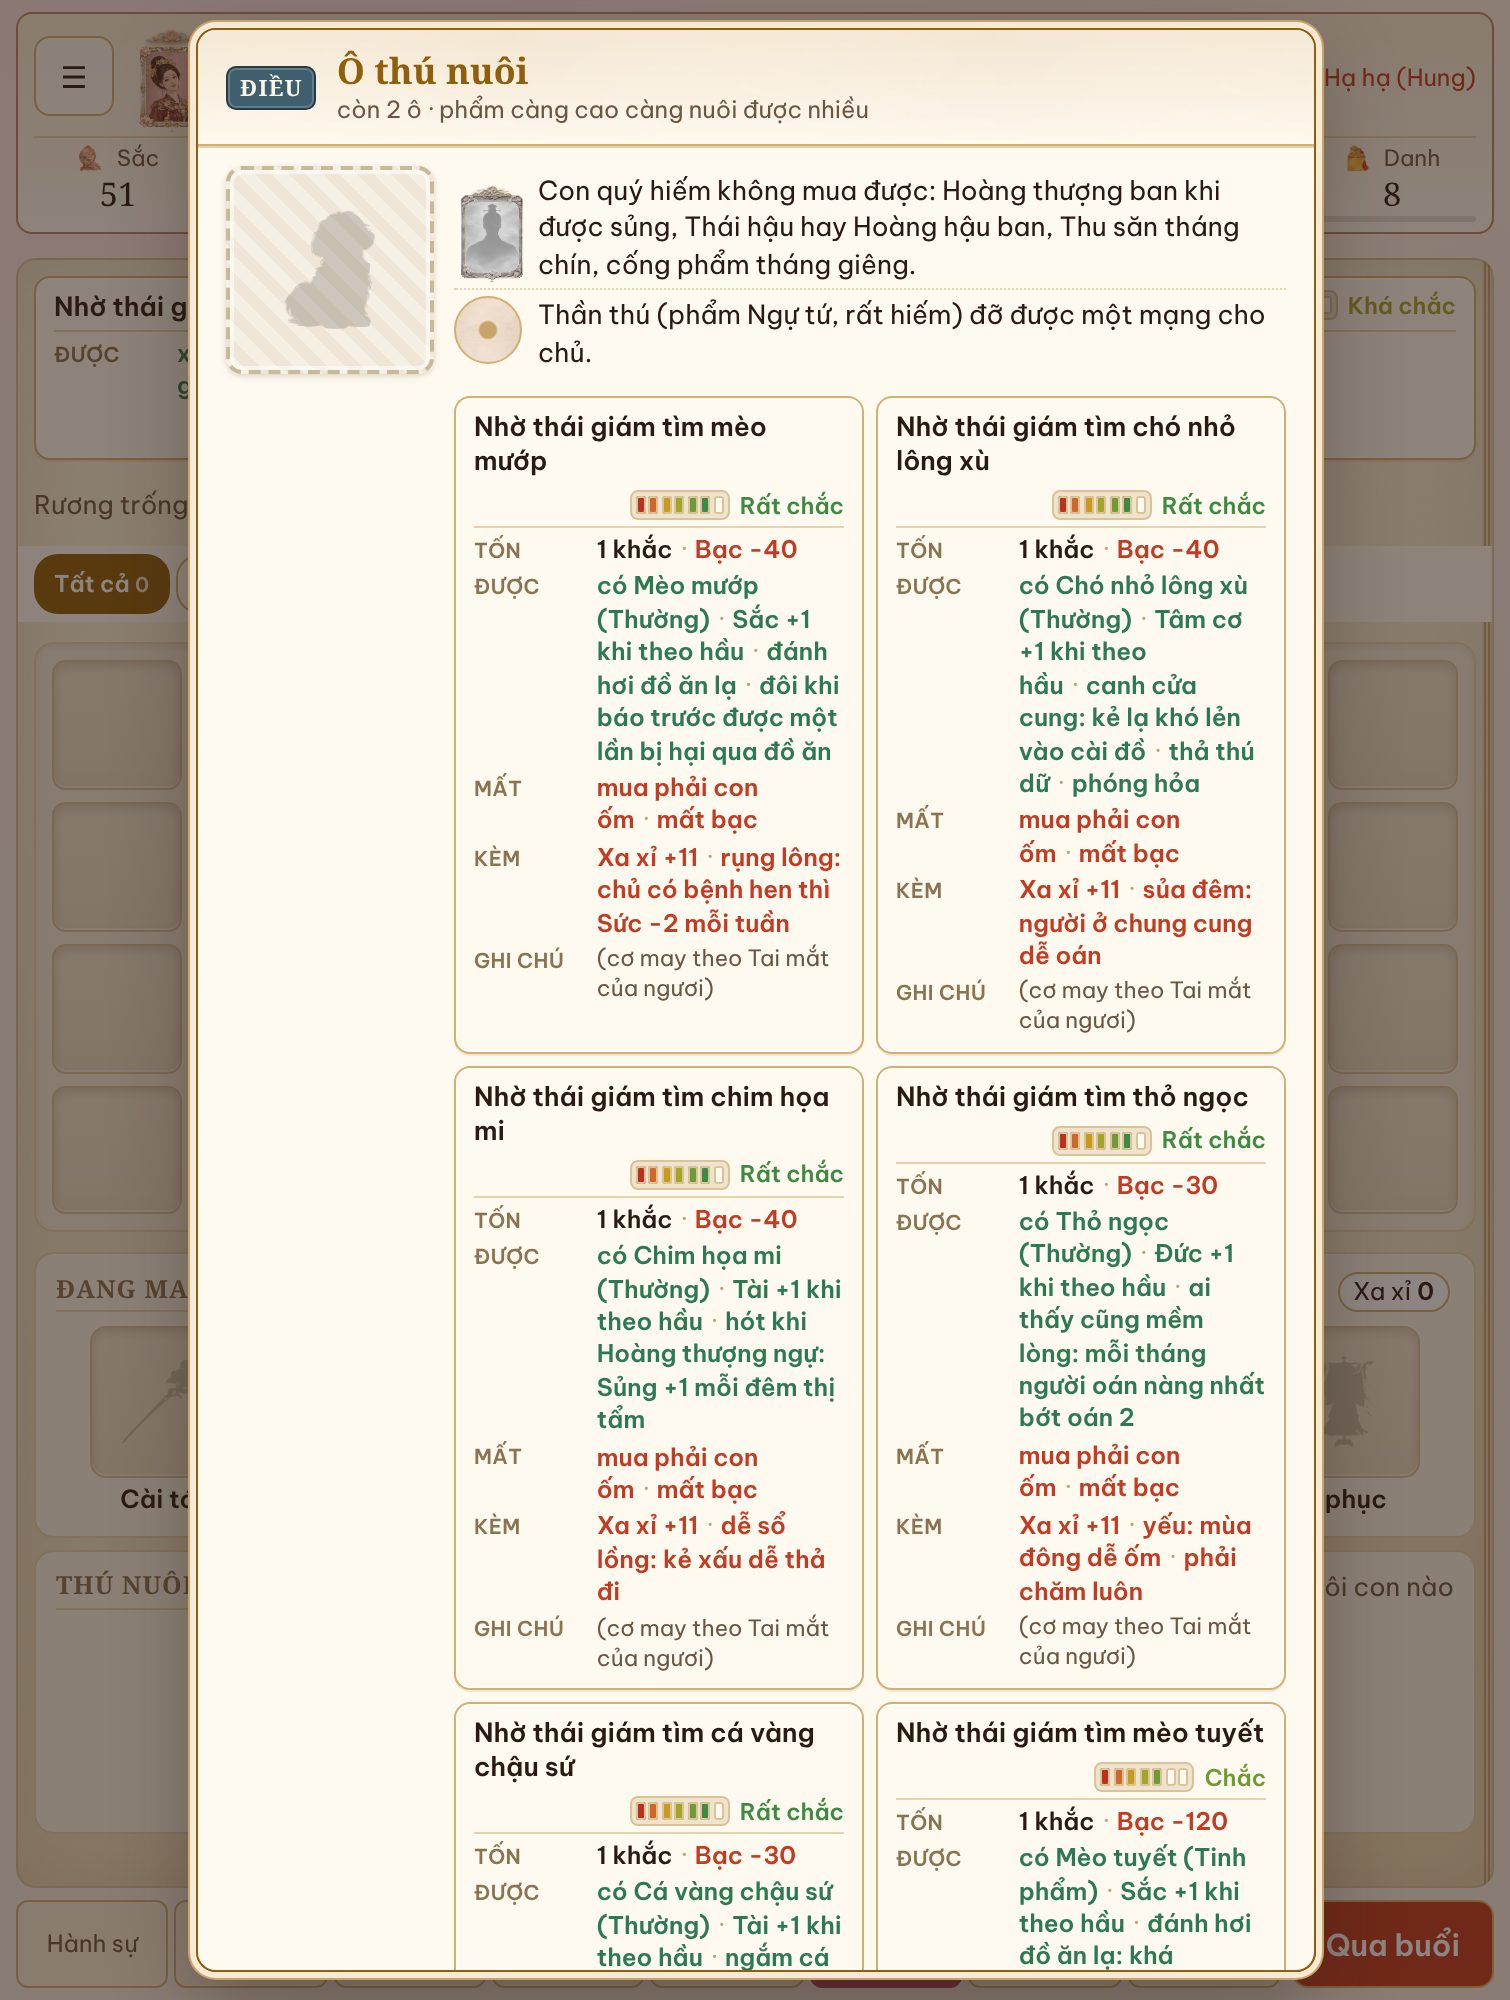 ☰
Hạ hạ (Hung)
Sắc
51
Danh
8
ĐIỀU
Ô thú nuôi
còn 2 ô · phẩm càng cao càng nuôi được nhiều
Con quý hiếm không mua được: Hoàng thượng ban khi
được sủng, Thái hậu hay Hoàng hậu ban, Thu săn tháng
chín, cống phẩm tháng giêng.
Thần thú (phẩm Ngự tứ, rất hiếm) đỡ được một mạng cho
chủ.
Nhờ thái g
Khá chắc
ĐƯỢC
Rương trống
Tất cả 0
Nhờ thái giám tìm mèo
mướp
Rất chắc
TỐN 1 khắc · Bạc -40
ĐƯỢC có Mèo mướp
(Thường) · Sắc +1
khi theo hầu · đánh
hơi đồ ăn lạ · đôi khi
báo trước được một
lần bị hại qua đồ ăn
MẤT mua phải con
ốm · mất bạc
KÈM Xa xỉ +11 · rụng lông:
chủ có bệnh hen thì
Sức -2 mỗi tuần
GHI CHÚ (cơ may theo Tai mắt
của ngươi)
Nhờ thái giám tìm chó nhỏ
lông xù
Rất chắc
TỐN 1 khắc · Bạc -40
ĐƯỢC có Chó nhỏ lông xù
(Thường) · Tâm cơ
+1 khi theo
hầu · canh cửa
cung: kẻ lạ khó lẻn
vào cài đồ · thả thú
dữ · phóng hỏa
MẤT mua phải con
ốm · mất bạc
KÈM Xa xỉ +11 · sủa đêm:
người ở chung cung
dễ oán
GHI CHÚ (cơ may theo Tai mắt
của ngươi)
Nhờ thái giám tìm chim họa
mi
Rất chắc
TỐN 1 khắc · Bạc -40
ĐƯỢC có Chim họa mi
(Thường) · Tài +1 khi
theo hầu · hót khi
Hoàng thượng ngự:
Sủng +1 mỗi đêm thị
tẩm
MẤT mua phải con
ốm · mất bạc
KÈM Xa xỉ +11 · dễ sổ
lồng: kẻ xấu dễ thả
đi
GHI CHÚ (cơ may theo Tai mắt
của ngươi)
Nhờ thái giám tìm thỏ ngọc
Rất chắc
TỐN 1 khắc · Bạc -30
ĐƯỢC có Thỏ ngọc
(Thường) · Đức +1
khi theo hầu · ai
thấy cũng mềm
lòng: mỗi tháng
người oán nàng nhất
bớt oán 2
MẤT mua phải con
ốm · mất bạc
KÈM Xa xỉ +11 · yếu: mùa
đông dễ ốm · phải
chăm luôn
GHI CHÚ (cơ may theo Tai mắt
của ngươi)
Nhờ thái giám tìm cá vàng
chậu sứ
Rất chắc
TỐN 1 khắc · Bạc -30
ĐƯỢC có Cá vàng chậu sứ
(Thường) · Tài +1 khi
theo hầu · ngắm cá
Nhờ thái giám tìm mèo tuyết
Chắc
TỐN 1 khắc · Bạc -120
ĐƯỢC có Mèo tuyết (Tinh
phẩm) · Sắc +1 khi
theo hầu · đánh hơi
đồ ăn lạ: khá
ĐANG MA
Xa xỉ 0
Cài tó
phục
THÚ NUÔI
ôi con nào
Hành sự
Qua buổi